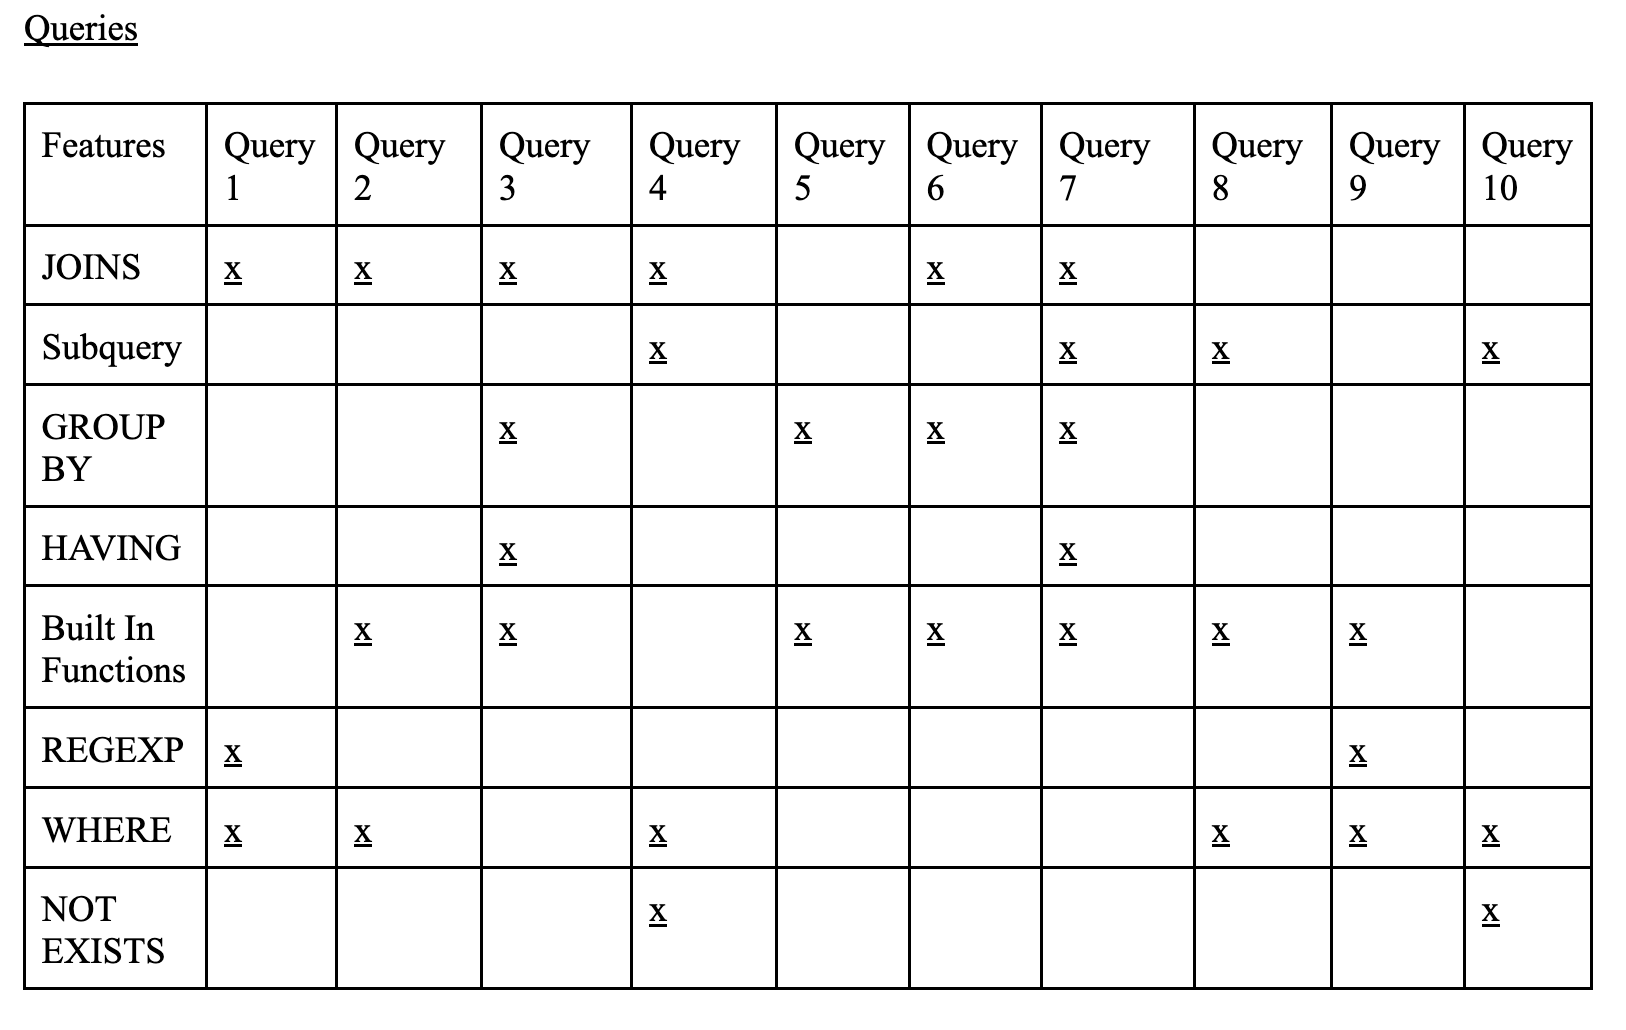 Queries
Features Query 1 Query 2 Query 3 Query 4 Query 5 Query 6 Query 7 Query 8 Query 9 Query 10
JOINS x x x x x x
Subquery x x x x
GROUP BY x x x x
HAVING x x
Built In Functions x x x x x x x
REGEXP x x
WHERE x x x x x x
NOT EXISTS x x